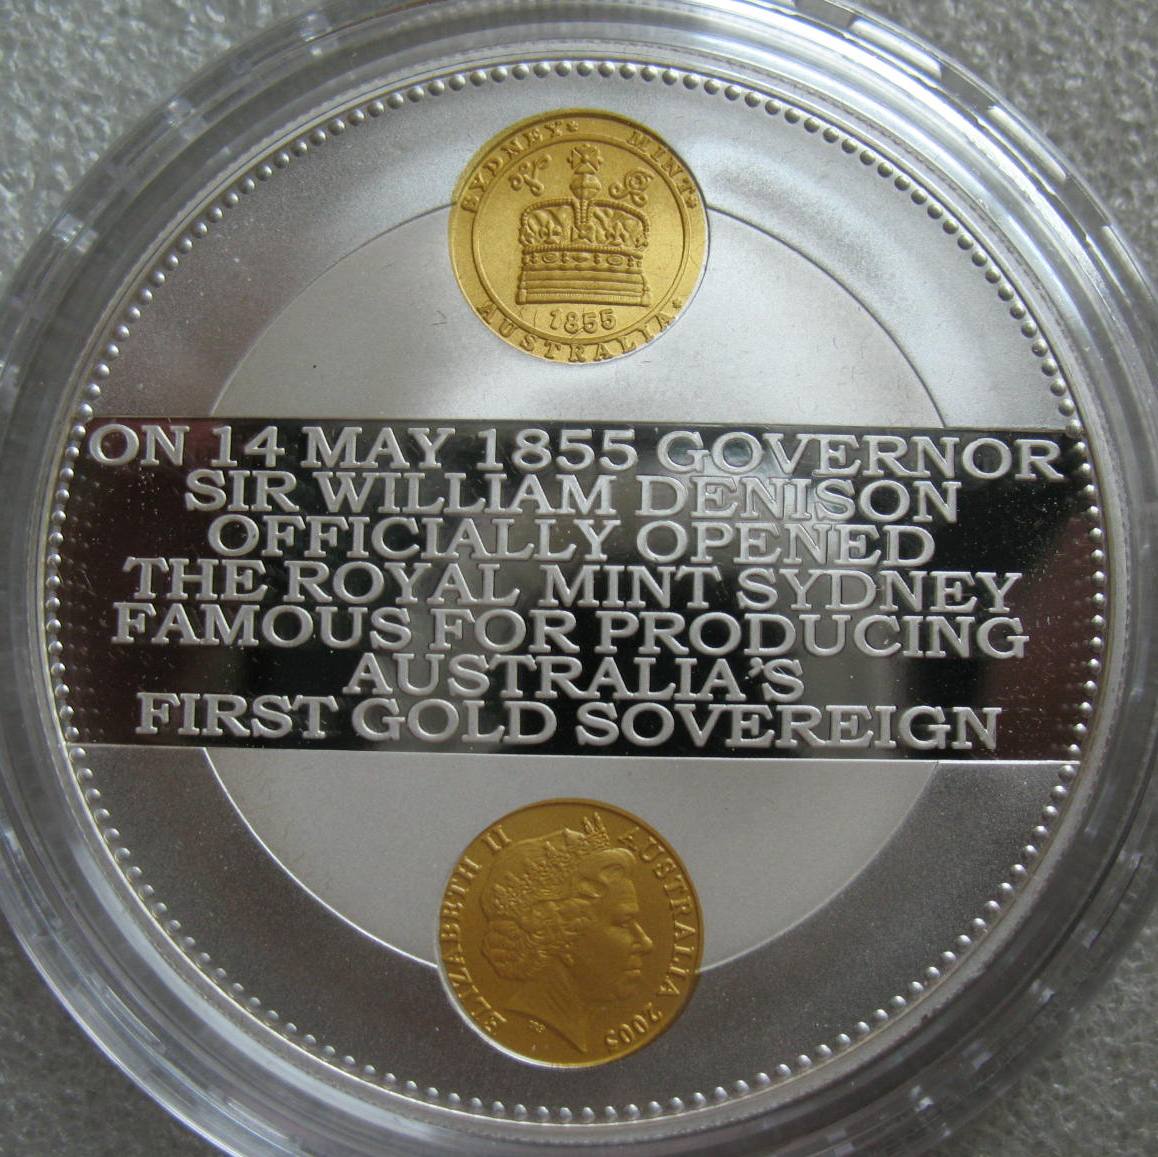 SYDNEY MINT
1855
AUSTRALIA
ON 14 MAY 1855 GOVERNOR
SIR WILLIAM DENISON
OFFICIALLY OPENED
THE ROYAL MINT SYDNEY
FAMOUS FOR PRODUCING
AUSTRALIA'S
FIRST GOLD SOVEREIGN
ELIZABETH II
AUSTRALIA 2005